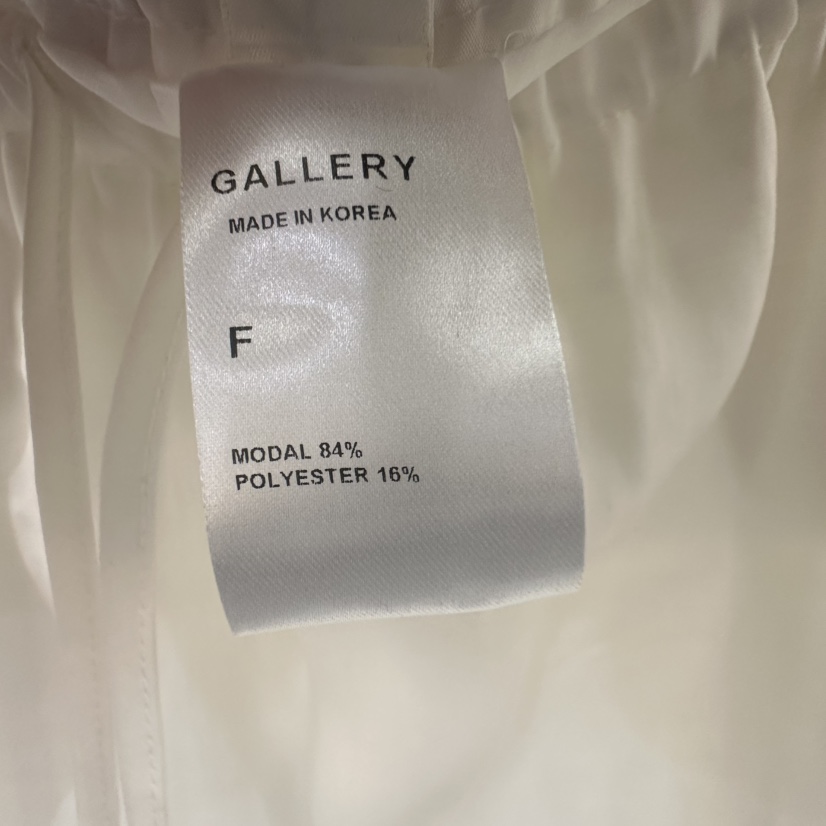 GALLERY
MADE IN KOREA
F
MODAL 84%
POLYESTER 16%